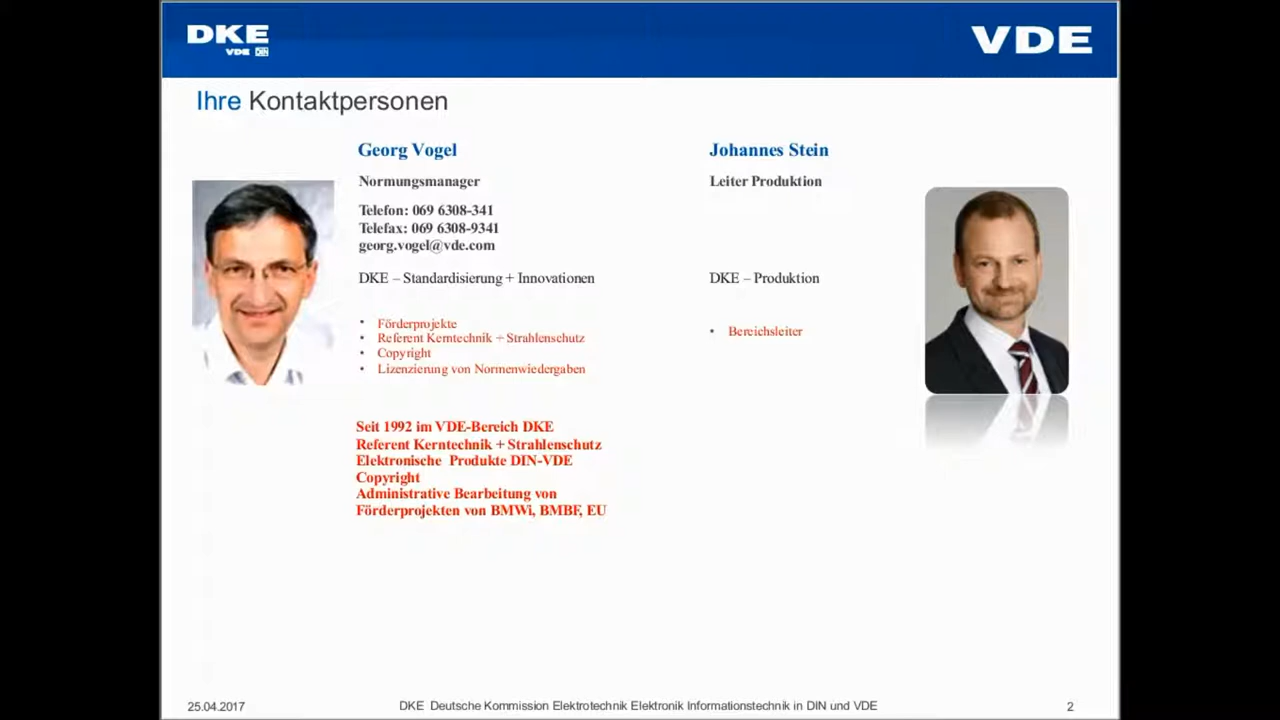 DKE
VDE DIN
VDE
Ihre Kontaktpersonen
Georg Vogel
Normungsmanager
Telefon: 069 6308-341
Telefax: 069 6308-9341
georg.vogel@vde.com
DKE – Standardisierung + Innovationen
• Förderprojekte
• Referent Kerntechnik + Strahlenschutz
• Copyright
• Lizenzierung von Normenwiedergaben
Seit 1992 im VDE-Bereich DKE
Referent Kerntechnik + Strahlenschutz
Elektronische Produkte DIN-VDE
Copyright
Administrative Bearbeitung von
Förderprojekten von BMWi, BMBF, EU
Johannes Stein
Leiter Produktion
DKE – Produktion
• Bereichsleiter
25.04.2017
DKE Deutsche Kommission Elektrotechnik Elektronik Informationstechnik in DIN und VDE
2